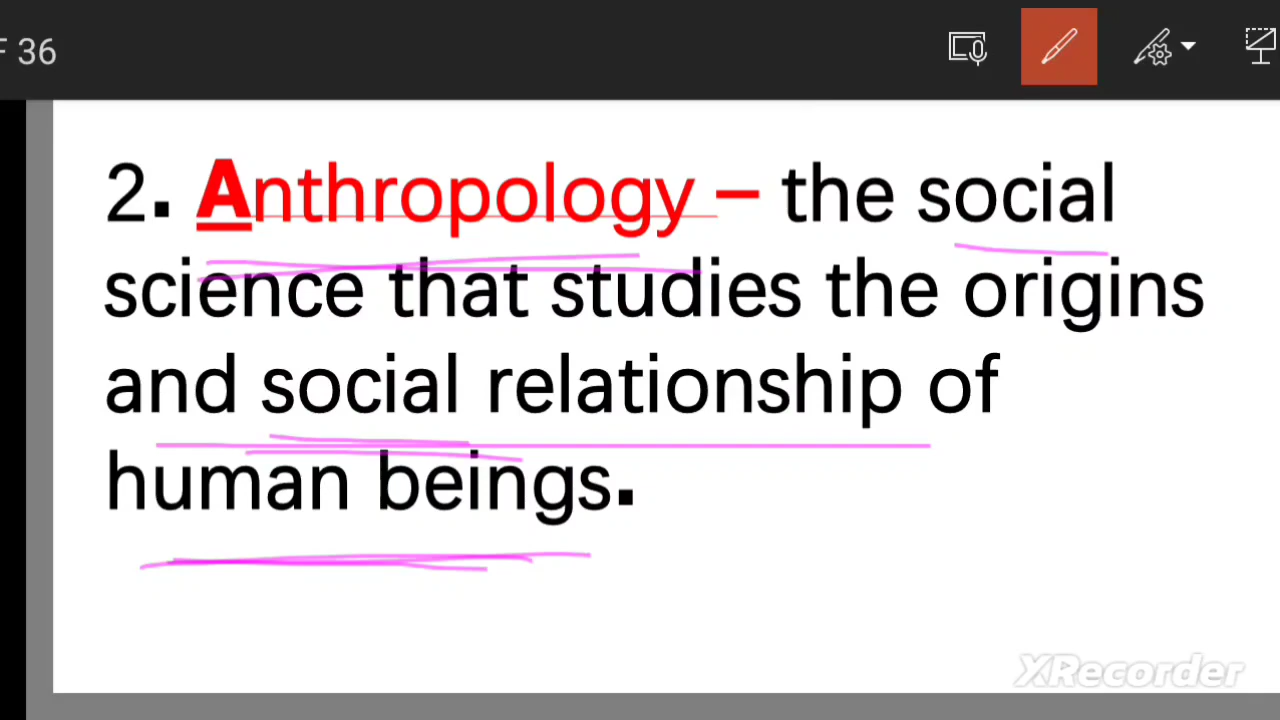 36
2. Anthropology – the social
science that studies the origins
and social relationship of
human beings.
XRecorder